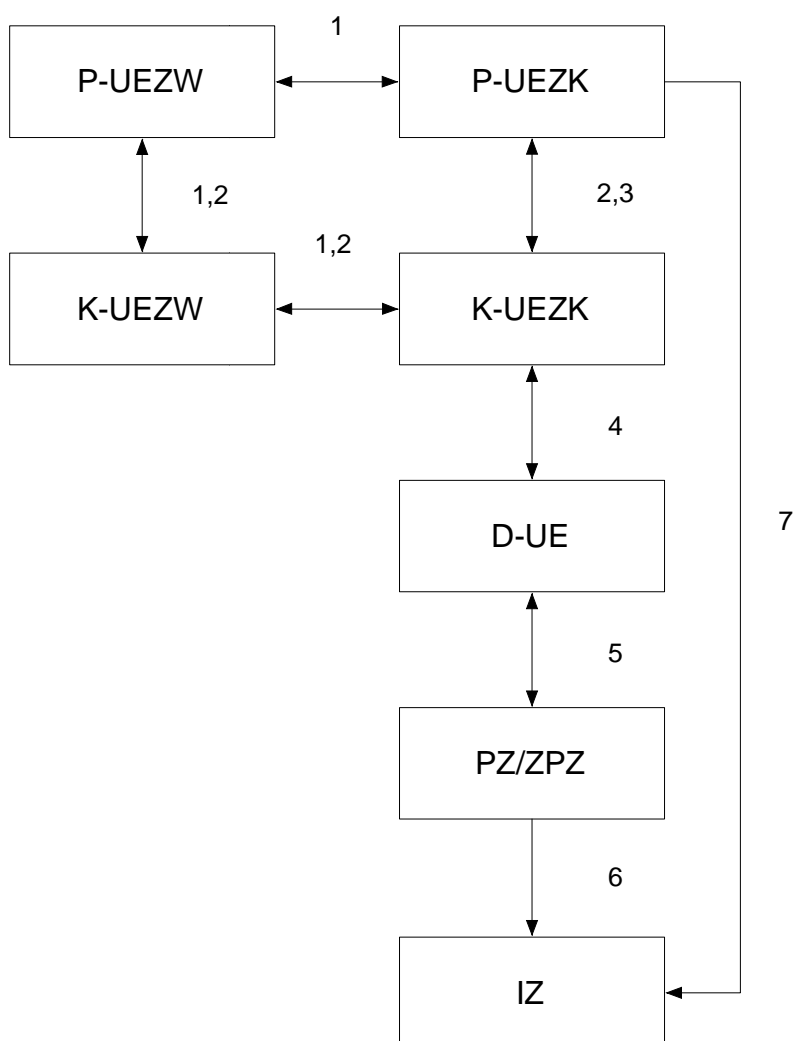 1
P-UEZW
P-UEZK
1,2
2,3
1,2
K-UEZW
K-UEZK
4
D-UE
7
5
PZ/ZPZ
6
IZ